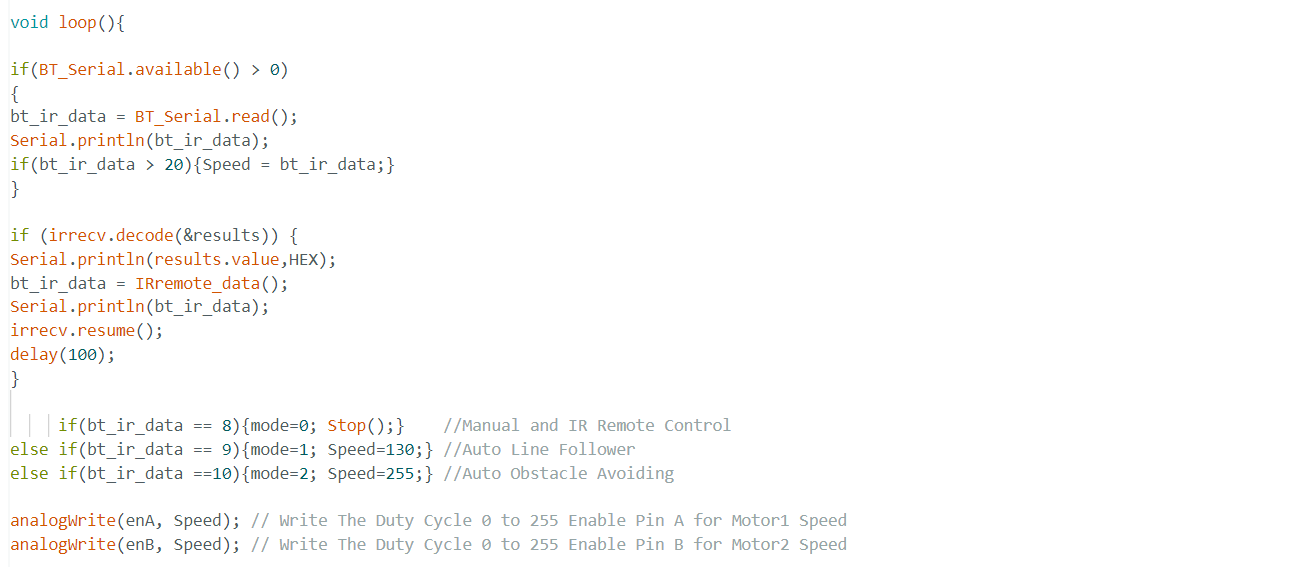 void loop(){
if(BT_Serial.available() > 0)
{
bt_ir_data = BT_Serial.read();
Serial.println(bt_ir_data);
if(bt_ir_data > 20){Speed = bt_ir_data;}
}
if (irrecv.decode(&results)) {
Serial.println(results.value,HEX);
bt_ir_data = IRremote_data();
Serial.println(bt_ir_data);
irrecv.resume();
delay(100);
}
if(bt_ir_data == 8){mode=0; Stop();}    //Manual and IR Remote Control
else if(bt_ir_data == 9){mode=1; Speed=130;} //Auto Line Follower
else if(bt_ir_data ==10){mode=2; Speed=255;} //Auto Obstacle Avoiding
analogWrite(enA, Speed); // Write The Duty Cycle 0 to 255 Enable Pin A for Motor1 Speed
analogWrite(enB, Speed); // Write The Duty Cycle 0 to 255 Enable Pin B for Motor2 Speed